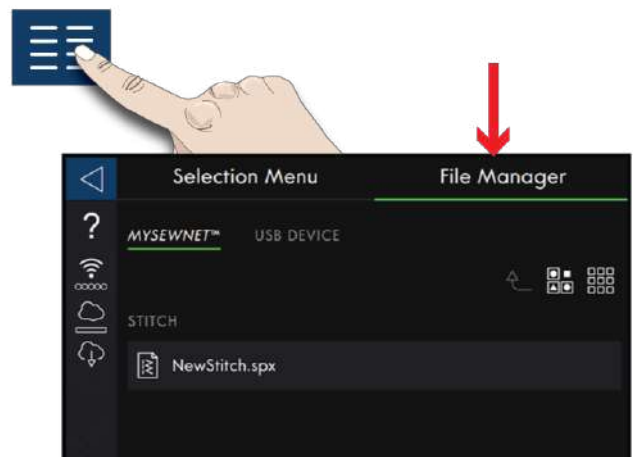 Selection Menu File Manager
?
MYSEWNET™ USB DEVICE
STITCH
NewStitch.spx